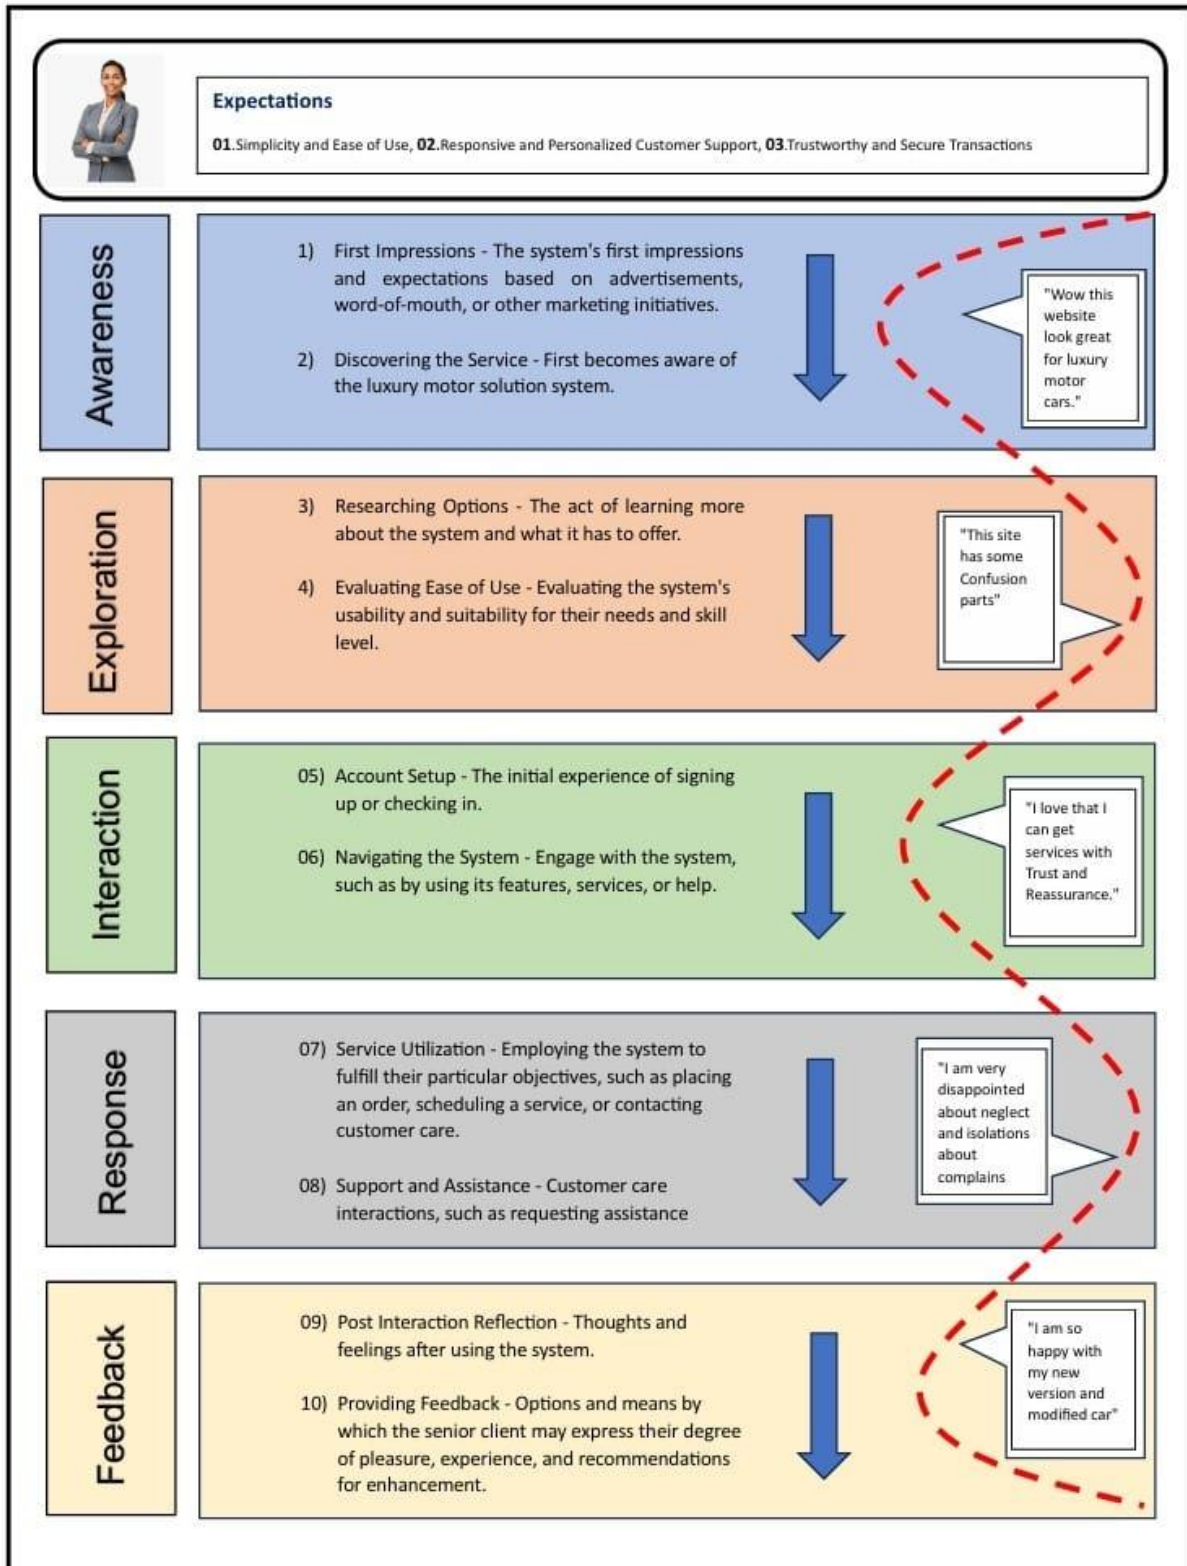 Expectations
01.Simplicity and Ease of Use, 02.Responsive and Personalized Customer Support, 03.Trustworthy and Secure Transactions
Awareness
1) First Impressions - The system's first impressions
and expectations based on advertisements,
word-of-mouth, or other marketing initiatives.
2) Discovering the Service - First becomes aware of
the luxury motor solution system.
"Wow this
website
look great
for luxury
motor
cars."
Exploration
3) Researching Options - The act of learning more
about the system and what it has to offer.
4) Evaluating Ease of Use - Evaluating the system's
usability and suitability for their needs and skill
level.
"This site
has some
Confusion
parts"
Interaction
05) Account Setup - The initial experience of signing
up or checking in.
06) Navigating the System - Engage with the system,
such as by using its features, services, or help.
"I love that I
can get
services with
Trust and
Reassurance."
Response
07) Service Utilization - Employing the system to
fulfill their particular objectives, such as placing
an order, scheduling a service, or contacting
customer care.
08) Support and Assistance - Customer care
interactions, such as requesting assistance
"I am very
disappointed
about neglect
and isolations
about
complains
Feedback
09) Post Interaction Reflection - Thoughts and
feelings after using the system.
10) Providing Feedback - Options and means by
which the senior client may express their degree
of pleasure, experience, and recommendations
for enhancement.
"I am so
happy with
my new
version and
modified car"